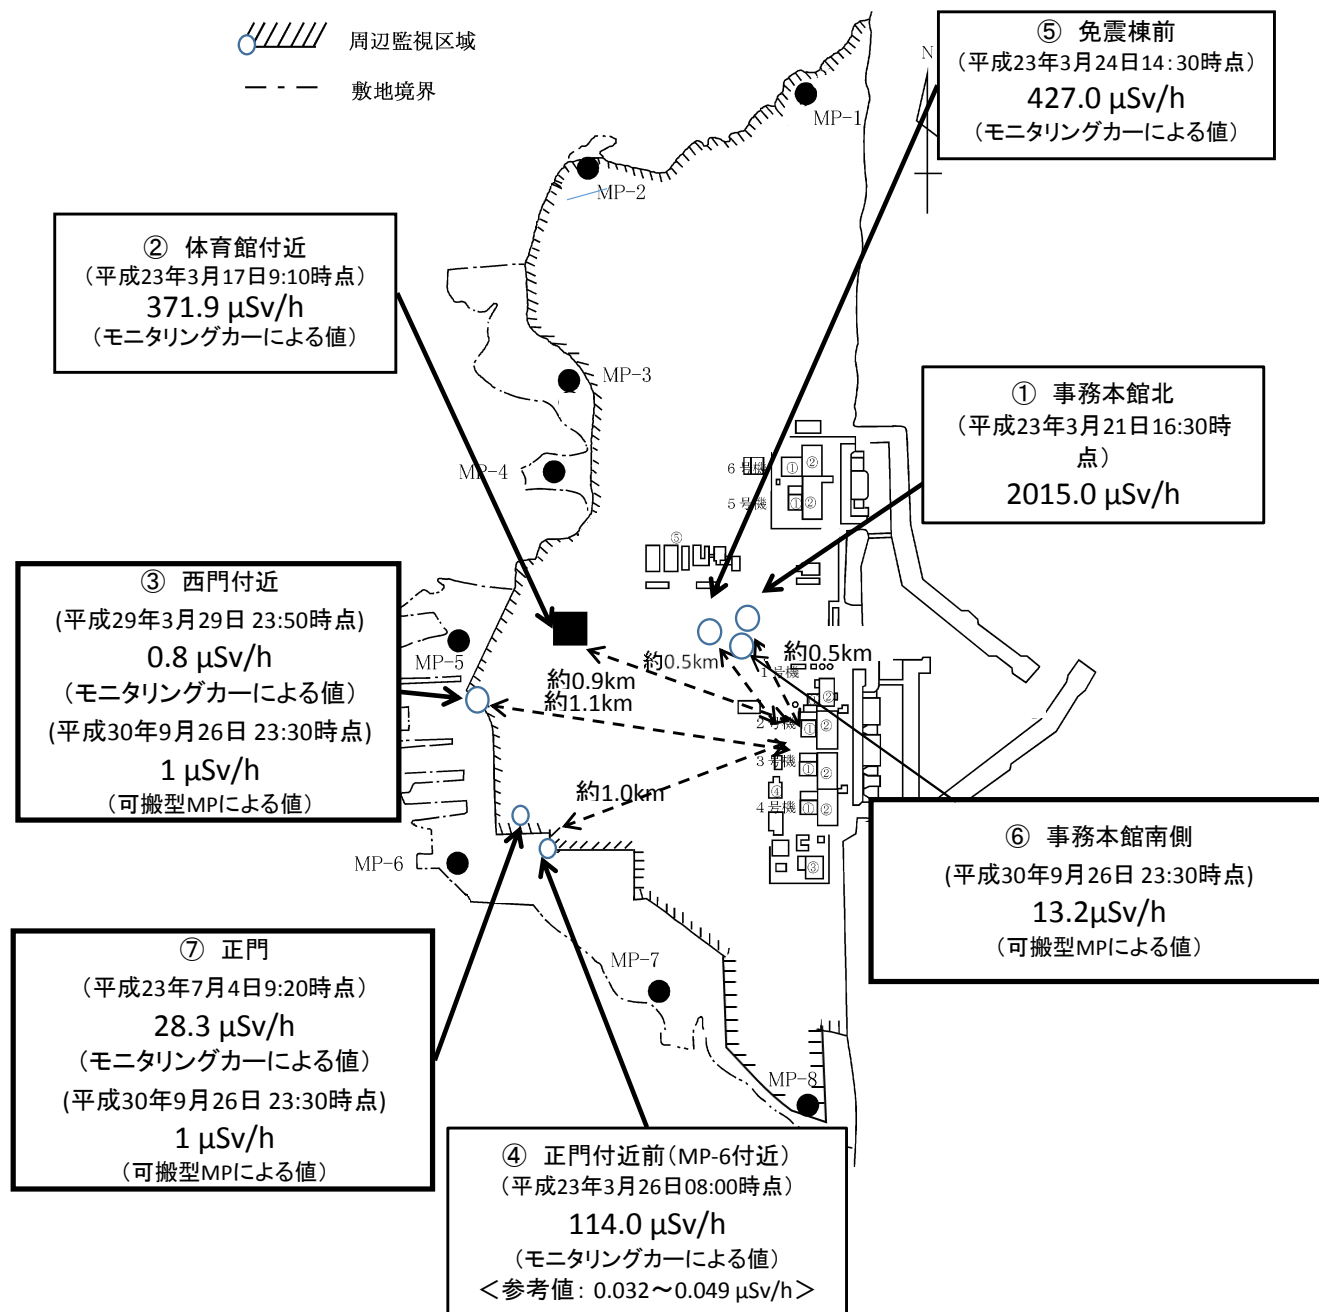 周辺監視区域
敷地境界
⑤ 免震棟前
（平成23年3月24日14：30時点）
427.0 μSv/h
（モニタリングカーによる値）
N
MP-1
MP-2
② 体育館付近
（平成23年3月17日9:10時点）
371.9 μSv/h
（モニタリングカーによる値）
MP-3
① 事務本館北
（平成23年3月21日16:30時
点）
2015.0 μSv/h
MP-4
6号機
①
②
5号機
①
②
⑤
③ 西門付近
(平成29年3月29日 23:50時点)
0.8 μSv/h
（モニタリングカーによる値）
(平成30年9月26日 23:30時点)
1 μSv/h
（可搬型MPによる値）
MP-5
約0.5km
約0.5km
約0.9km
約1.1km
1号機
②
2号機
①
②
3号機
①
②
約1.0km
④
4号機
①
②
③
MP-6
⑥ 事務本館南側
(平成30年9月26日 23:30時点)
13.2μSv/h
（可搬型MPによる値）
⑦ 正門
（平成23年7月4日9:20時点）
28.3 μSv/h
（モニタリングカーによる値）
(平成30年9月26日 23:30時点)
1 μSv/h
（可搬型MPによる値）
MP-7
MP-8
④ 正門付近前（MP-6付近）
（平成23年3月26日08:00時点）
114.0 μSv/h
（モニタリングカーによる値）
＜参考値： 0.032～0.049 μSv/h＞